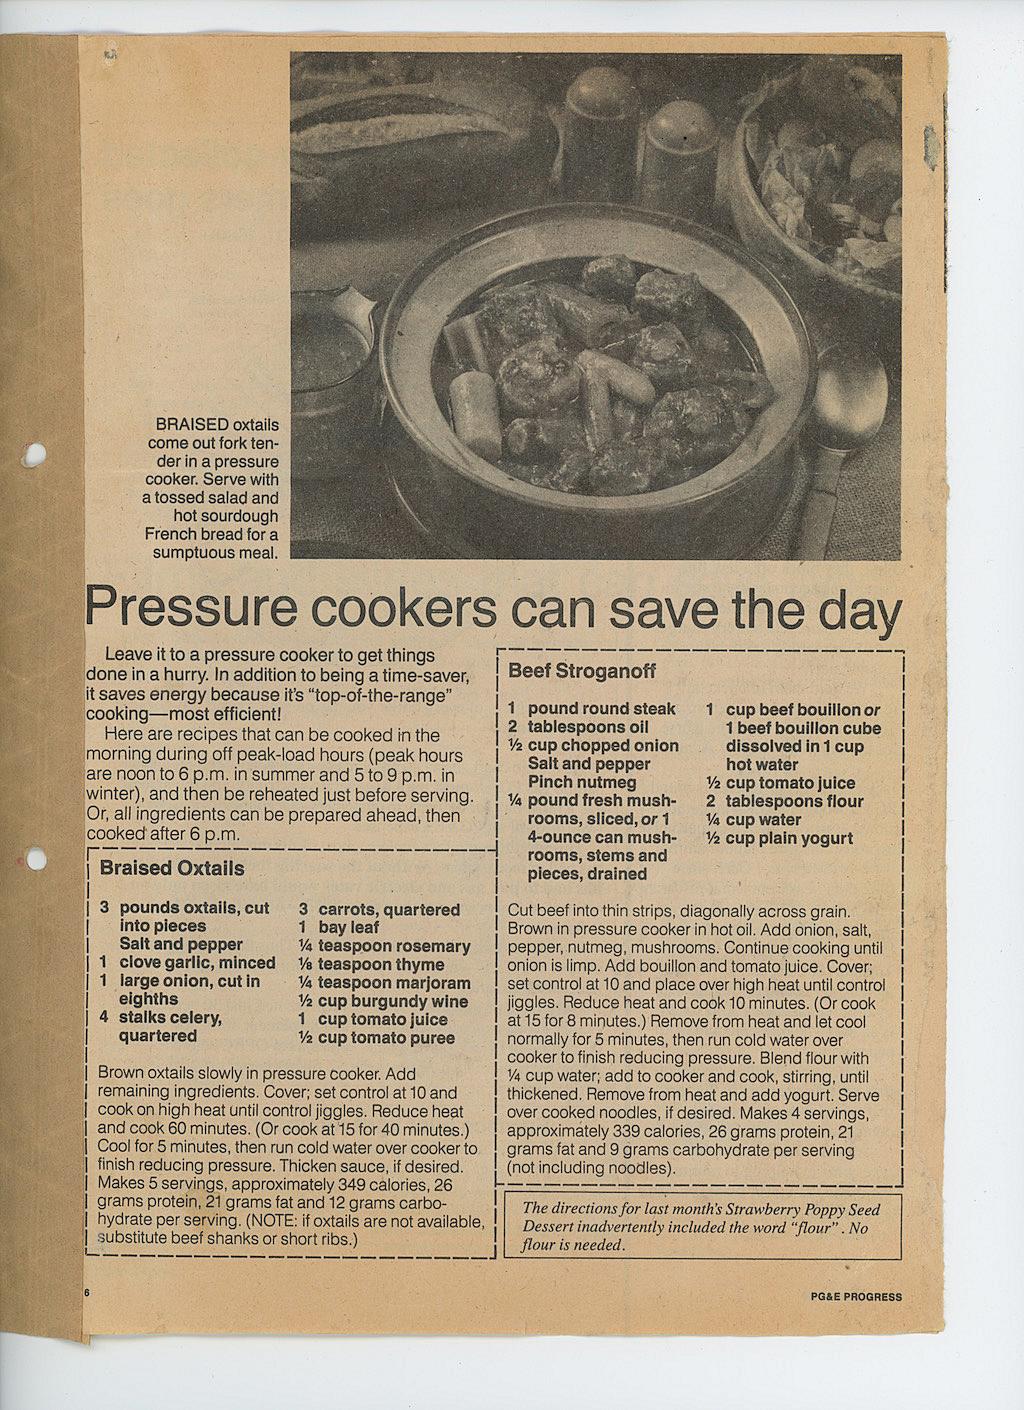 BRAISED oxtails
come out fork ten-
der in a pressure
cooker. Serve with
a tossed salad and
hot sourdough
French bread for a
sumptuous meal.
Pressure cookers can save the day
Leave it to a pressure cooker to get things
done in a hurry. In addition to being a time-saver,
it saves energy because it's "top-of-the-range"
cooking—most efficient!
Here are recipes that can be cooked in the
morning during off peak-load hours (peak hours
are noon to 6 p.m. in summer and 5 to 9 p.m. in
winter), and then be reheated just before serving.
Or, all ingredients can be prepared ahead, then
cooked after 6 p.m.
Braised Oxtails
3 pounds oxtails, cut
into pieces
Salt and pepper
1 clove garlic, minced
1 large onion, cut in
eighths
4 stalks celery,
quartered
3 carrots, quartered
1 bay leaf
¼ teaspoon rosemary
⅛ teaspoon thyme
¼ teaspoon marjoram
½ cup burgundy wine
1 cup tomato juice
½ cup tomato puree
Brown oxtails slowly in pressure cooker. Add
remaining ingredients. Cover; set control at 10 and
cook on high heat until control jiggles. Reduce heat
and cook 60 minutes. (Or cook at 15 for 40 minutes.)
Cool for 5 minutes, then run cold water over cooker to
finish reducing pressure. Thicken sauce, if desired.
Makes 5 servings, approximately 349 calories, 26
grams protein, 21 grams fat and 12 grams carbo-
hydrate per serving. (NOTE: if oxtails are not available,
substitute beef shanks or short ribs.)
Beef Stroganoff
1 pound round steak
2 tablespoons oil
½ cup chopped onion
Salt and pepper
Pinch nutmeg
¼ pound fresh mush-
rooms, sliced, or 1
4-ounce can mush-
rooms, stems and
pieces, drained
1 cup beef bouillon or
1 beef bouillon cube
dissolved in 1 cup
hot water
½ cup tomato juice
2 tablespoons flour
¼ cup water
½ cup plain yogurt
Cut beef into thin strips, diagonally across grain.
Brown in pressure cooker in hot oil. Add onion, salt,
pepper, nutmeg, mushrooms. Continue cooking until
onion is limp. Add bouillon and tomato juice. Cover;
set control at 10 and place over high heat until control
jiggles. Reduce heat and cook 10 minutes. (Or cook
at 15 for 8 minutes.) Remove from heat and let cool
normally for 5 minutes, then run cold water over
cooker to finish reducing pressure. Blend flour with
¼ cup water; add to cooker and cook, stirring, until
thickened. Remove from heat and add yogurt. Serve
over cooked noodles, if desired. Makes 4 servings,
approximately 339 calories, 26 grams protein, 21
grams fat and 9 grams carbohydrate per serving
(not including noodles).
The directions for last month's Strawberry Poppy Seed
Dessert inadvertently included the word "flour". No
flour is needed.
6
PG&E PROGRESS